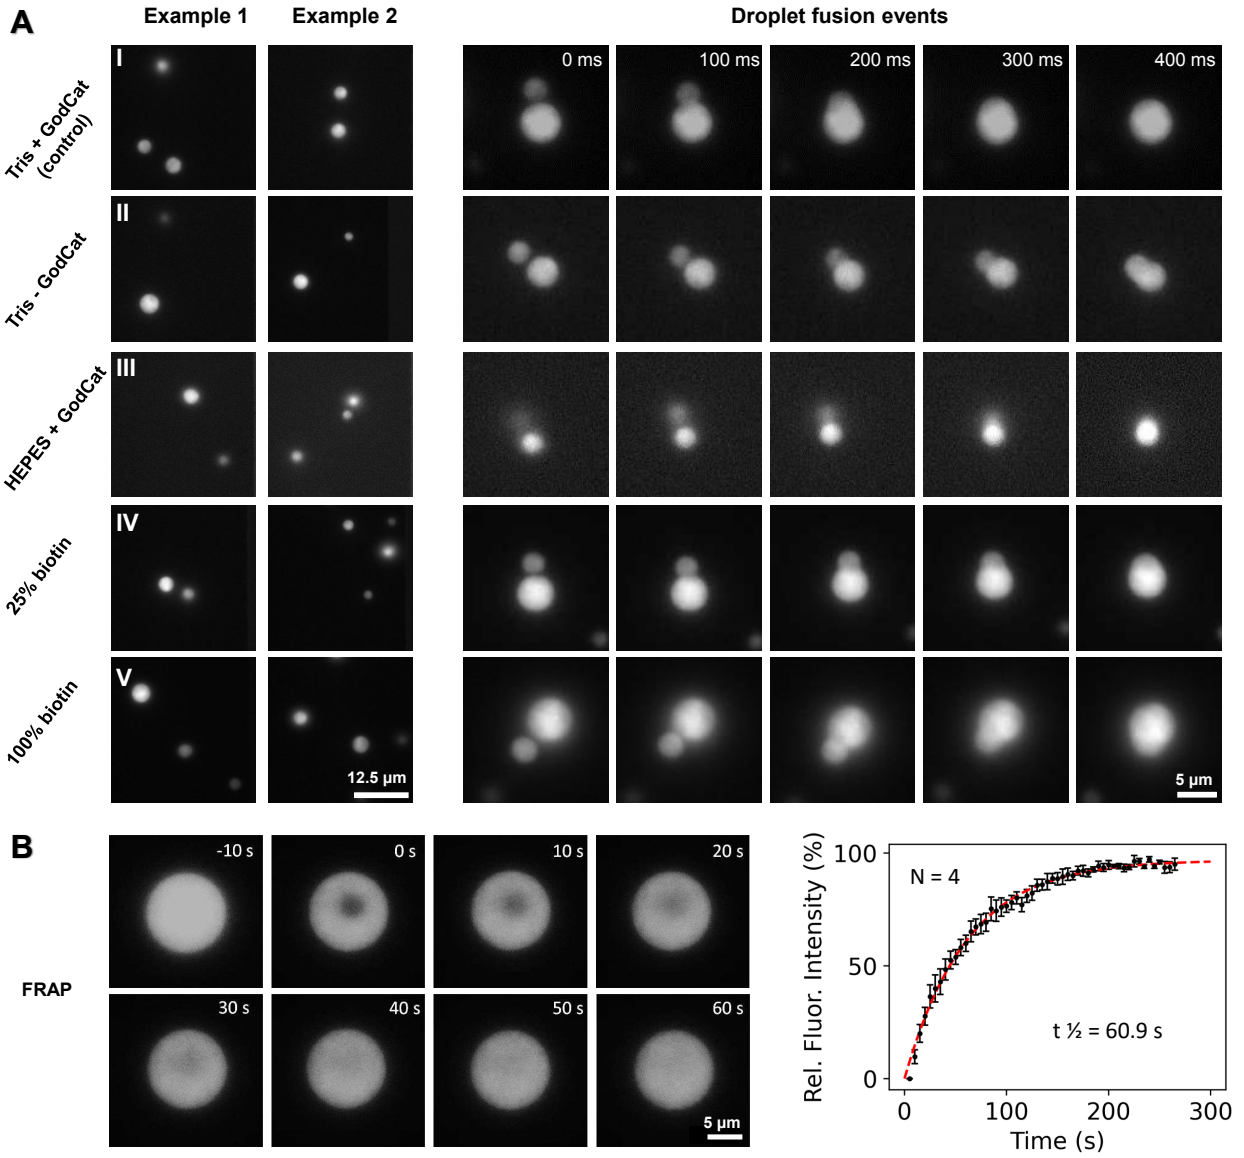 A
Example 1
Example 2
Droplet fusion events
Tris + GodCat
(control)
I
0 ms
100 ms
200 ms
300 ms
400 ms
Tris - GodCat
II
HEPES + GodCat
III
25% biotin
IV
100% biotin
V
12.5 µm
5 µm
B
FRAP
-10 s
0 s
10 s
20 s
30 s
40 s
50 s
60 s
5 µm
Rel. Fluor. Intensity (%)
100
50
0
N = 4
t ½ = 60.9 s
0
100
200
300
Time (s)